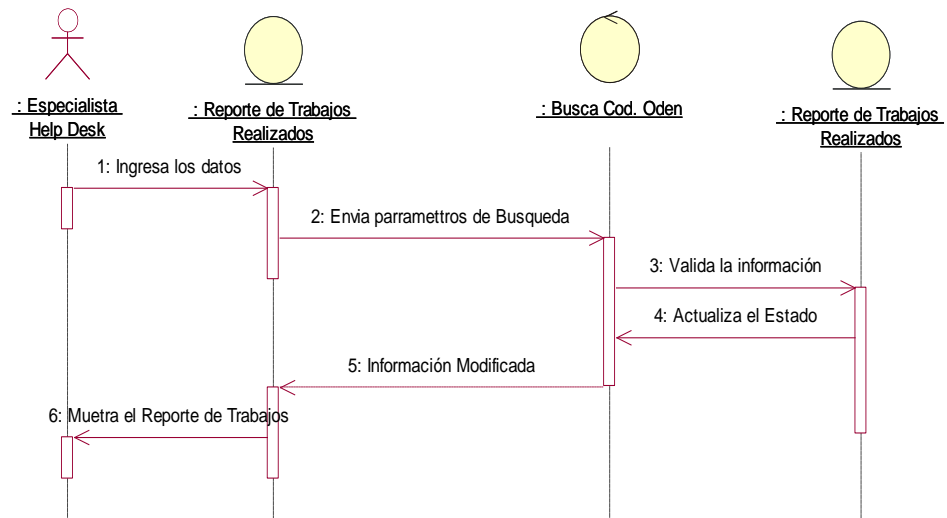 : Especialista
Help Desk
: Reporte de Trabajos
Realizados
: Busca Cod. Oden
: Reporte de Trabajos
Realizados
1: Ingresa los datos
2: Envia parramettros de Busqueda
3: Valida la información
4: Actualiza el Estado
5: Información Modificada
6: Muetra el Reporte de Trabajos